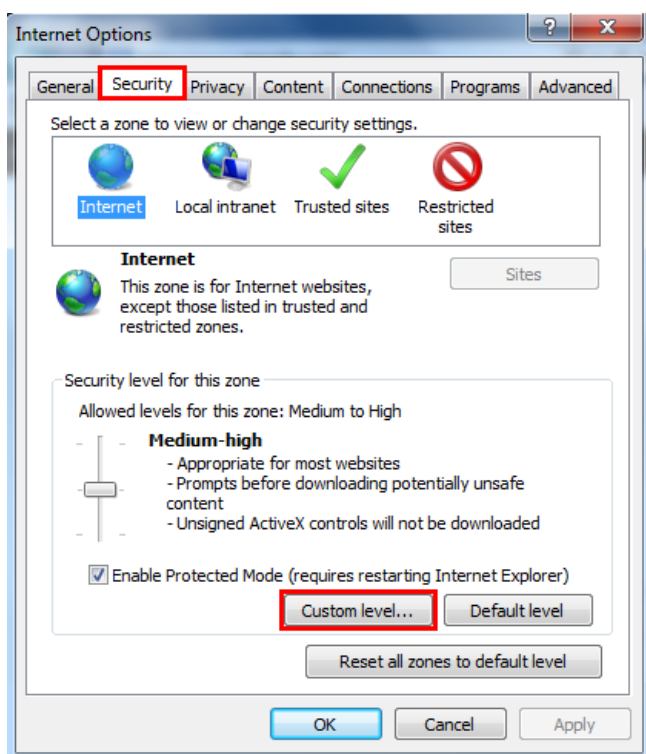 Internet Options
? X
General Security Privacy Content Connections Programs Advanced
Select a zone to view or change security settings.
Internet Local intranet Trusted sites Restricted
sites
Internet
Sites
This zone is for Internet websites,
except those listed in trusted and
restricted zones.
Security level for this zone
Allowed levels for this zone: Medium to High
Medium-high
- Appropriate for most websites
- Prompts before downloading potentially unsafe
content
- Unsigned ActiveX controls will not be downloaded
Enable Protected Mode (requires restarting Internet Explorer)
Custom level... Default level
Reset all zones to default level
OK Cancel Apply